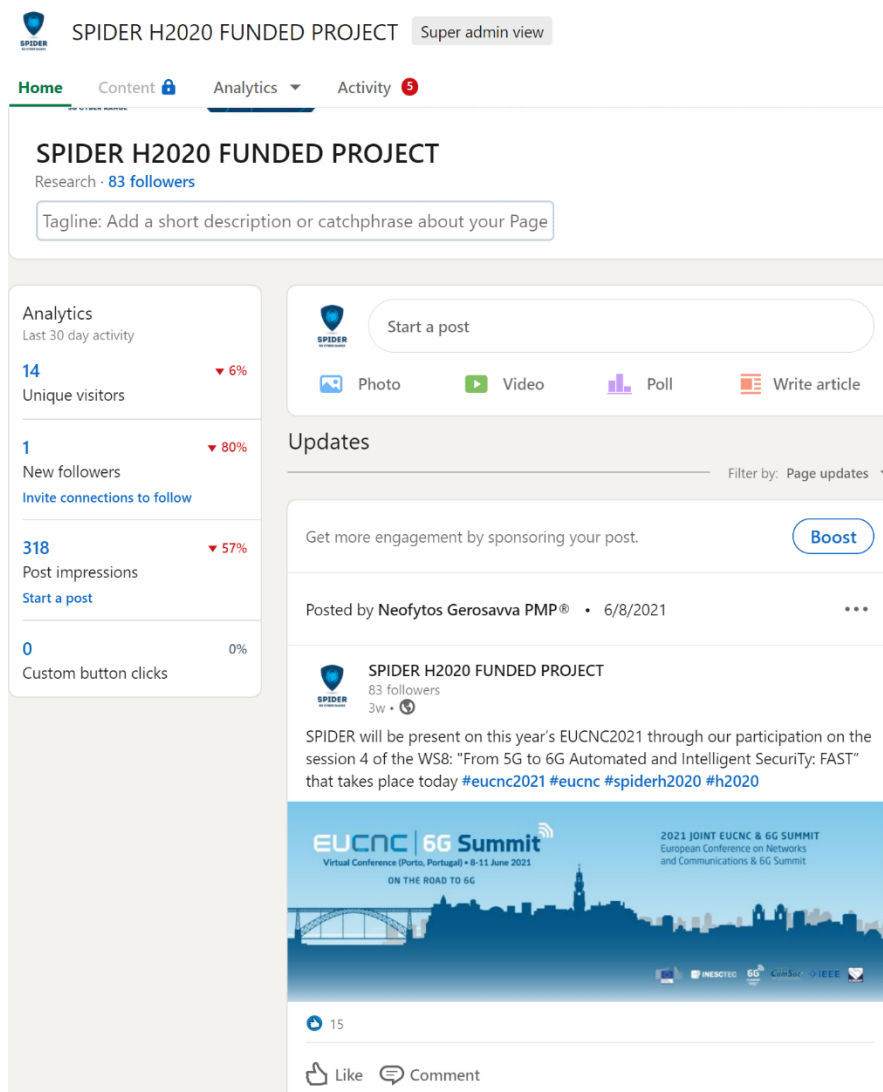 SPIDER
SPIDER H2020 FUNDED PROJECT Super admin view
Home Content Analytics Activity 5
SPIDER H2020 FUNDED PROJECT
Research · 83 followers
Tagline: Add a short description or catchphrase about your Page
Analytics
Last 30 day activity
14 ▼ 6%
Unique visitors
1 ▼ 80%
New followers
Invite connections to follow
318 ▼ 57%
Post impressions
Start a post
0 0%
Custom button clicks
SPIDER
Start a post
Photo Video Poll Write article
Updates
Filter by: Page updates
Get more engagement by sponsoring your post. Boost
Posted by Neofytos Gerosavva PMP® • 6/8/2021
SPIDER
SPIDER H2020 FUNDED PROJECT
83 followers
3w •
SPIDER will be present on this year's EUCNC2021 through our participation on the
session 4 of the WS8: "From 5G to 6G Automated and Intelligent SecuriTy: FAST"
that takes place today #eucnc2021 #eucnc #spiderh2020 #h2020
EUCNC | 6G Summit
Virtual Conference (Porto, Portugal) • 8-11 June 2021
ON THE ROAD TO 6G
2021 JOINT EUCNC & 6G SUMMIT
European Conference on Networks
and Communications & 6G Summit
INESCTEC 6G ComSoc IEEE
15
Like Comment